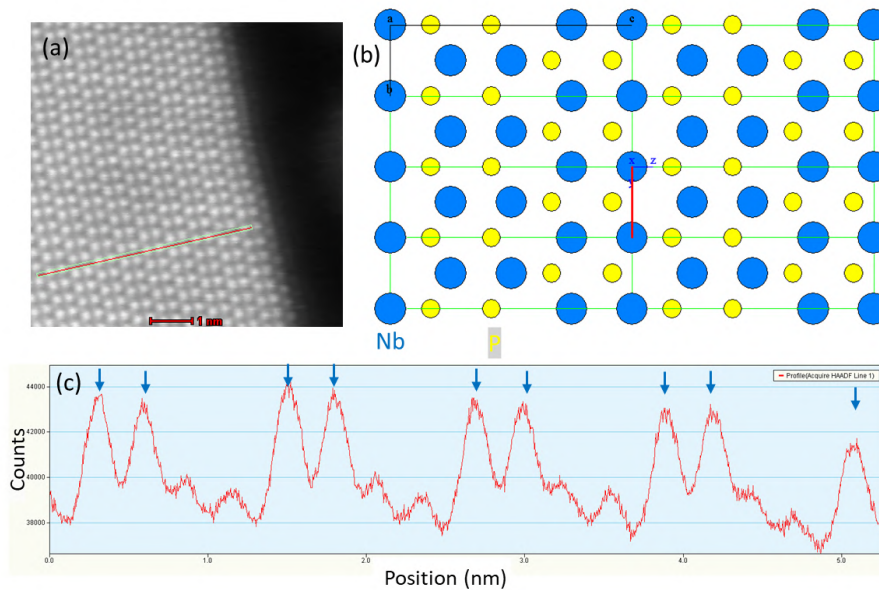 (a)
1 nm
(b)
a
c
b
x
z
y
Nb
P
(c)
Profile(Acquire HAADF Line 1)
44000
42000
40000
38000
Counts
0.0 1.0 2.0 3.0 4.0 5.0
Position (nm)